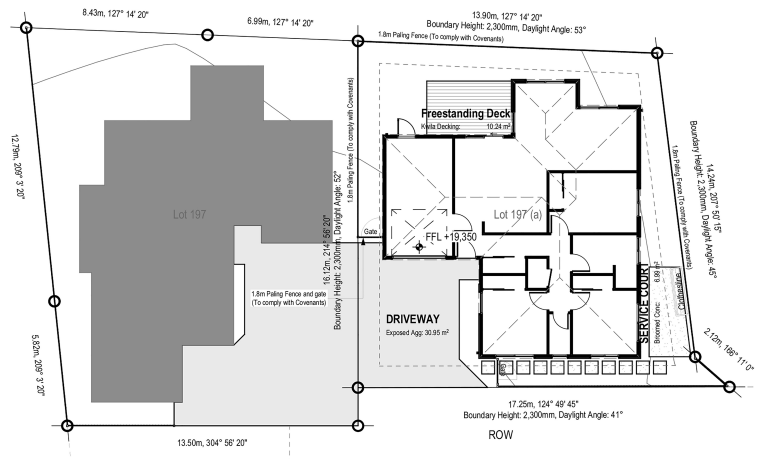 8.43m, 127° 14' 20"
6.99m, 127° 14' 20"
13.90m, 127° 14' 20"
Boundary Height: 2,300mm, Daylight Angle: 53°
1.8m Paling Fence (To comply with Covenants)
12.79m, 209° 3' 20"
5.82m, 209° 3' 20"
Lot 197
1.8m Paling Fence (To comply with Covenants)
16.12m, 214° 56' 20"
Boundary Height: 2,300mm, Daylight Angle: 52°
Gate
1.8m Paling Fence and gate
(To comply with Covenants)
Freestanding Deck
Kwila Decking: 10.24 m²
Lot 197 (a)
FFL +19,350
DRIVEWAY
Exposed Agg: 30.95 m²
SERVICE COURT
Broomed Conc: 6.99 m²
Clothesline
1.8m Paling Fence (To comply with Covenants)
14.24m, 207° 50' 15"
Boundary Height: 2,300mm, Daylight Angle: 45°
2.12m, 166° 11' 0"
13.50m, 304° 56' 20"
17.25m, 124° 49' 45"
Boundary Height: 2,300mm, Daylight Angle: 41°
ROW